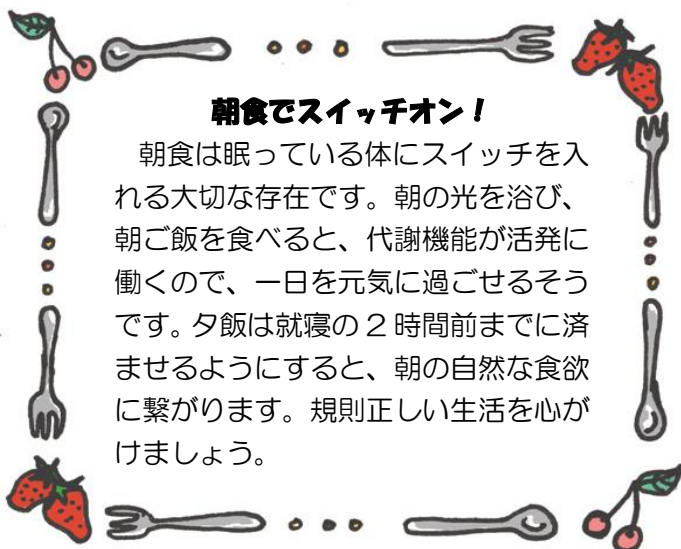 朝食でスイッチオン！
朝食は眠っている体にスイッチを入
れる大切な存在です。朝の光を浴び、
朝ご飯を食べると、代謝機能が活発に
働くので、一日を元気に過ごせるそう
です。夕飯は就寝の２時間前までに済
ませるようにすると、朝の自然な食欲
に繋がります。規則正しい生活を心が
けましょう。